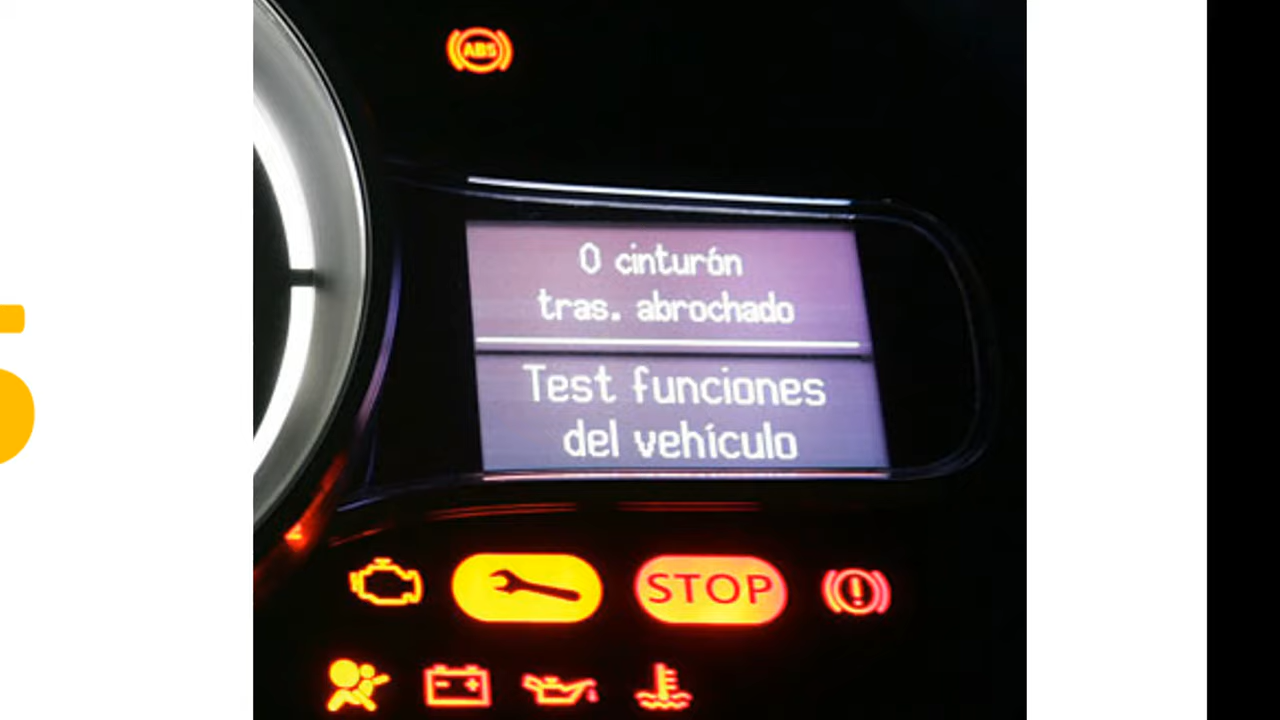 ABS
0 cinturón
tras. abrochado
Test funciones
del vehículo
STOP